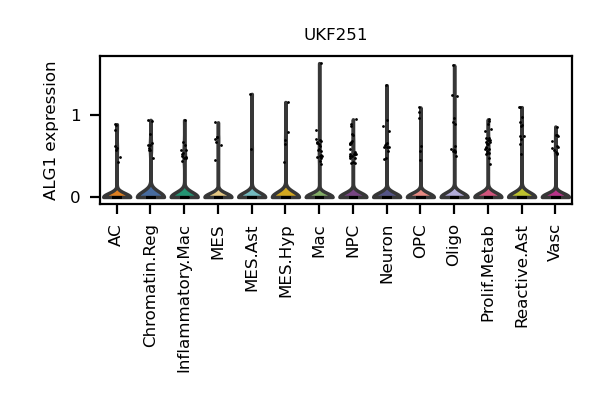 UKF251
ALG1 expression
1
0
AC
Chromatin.Reg
Inflammatory.Mac
MES
MES.Ast
MES.Hyp
Mac
NPC
Neuron
OPC
Oligo
Prolif.Metab
Reactive.Ast
Vasc